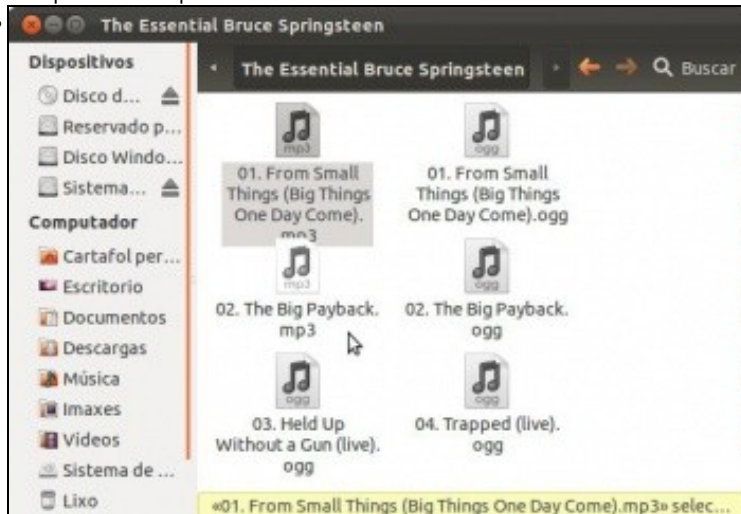 The Essential Bruce Springsteen
Dispositivos
Disco d...
Reservado p...
Disco Windo...
Sistema...
Computador
Cartafol per...
Escritorio
Documentos
Descargas
Música
Imaxes
Vídeos
Sistema de ...
Lixo
The Essential Bruce Springsteen
Buscar
mp3
01. From Small
Things (Big Things
One Day Come).
mp3
ogg
01. From Small
Things (Big Things
One Day Come).ogg
mp3
02. The Big Payback.
mp3
ogg
02. The Big Payback.
ogg
ogg
03. Held Up
Without a Gun (live).
ogg
ogg
04. Trapped (live).
ogg
«01. From Small Things (Big Things One Day Come).mp3» selec...